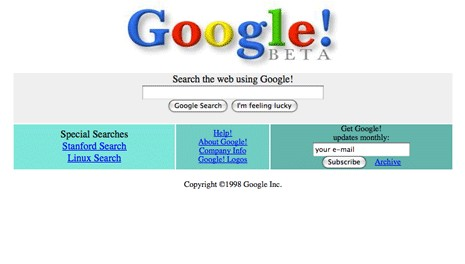 Google!
BETA
Search the web using Google!
Google Search I'm feeling lucky
Special Searches
Stanford Search
Linux Search
Help!
About Google!
Company Info
Google! Logos
Get Google!
updates monthly:
your e-mail
Subscribe Archive
Copyright ©1998 Google Inc.